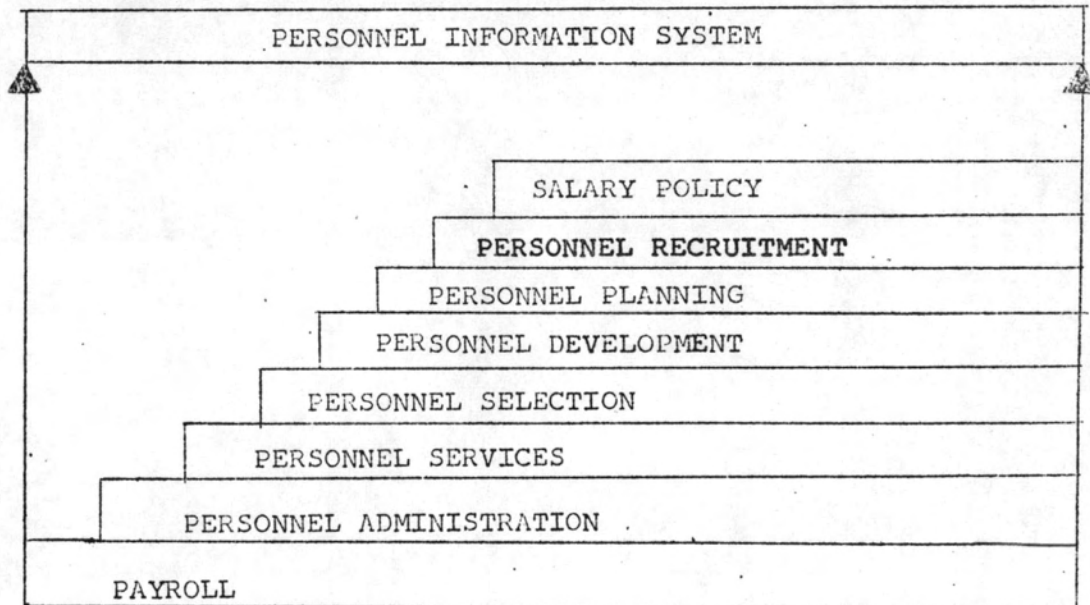 PERSONNEL INFORMATION SYSTEM
SALARY POLICY
PERSONNEL RECRUITMENT
PERSONNEL PLANNING
PERSONNEL DEVELOPMENT
PERSONNEL SELECTION
PERSONNEL SERVICES
PERSONNEL ADMINISTRATION
PAYROLL